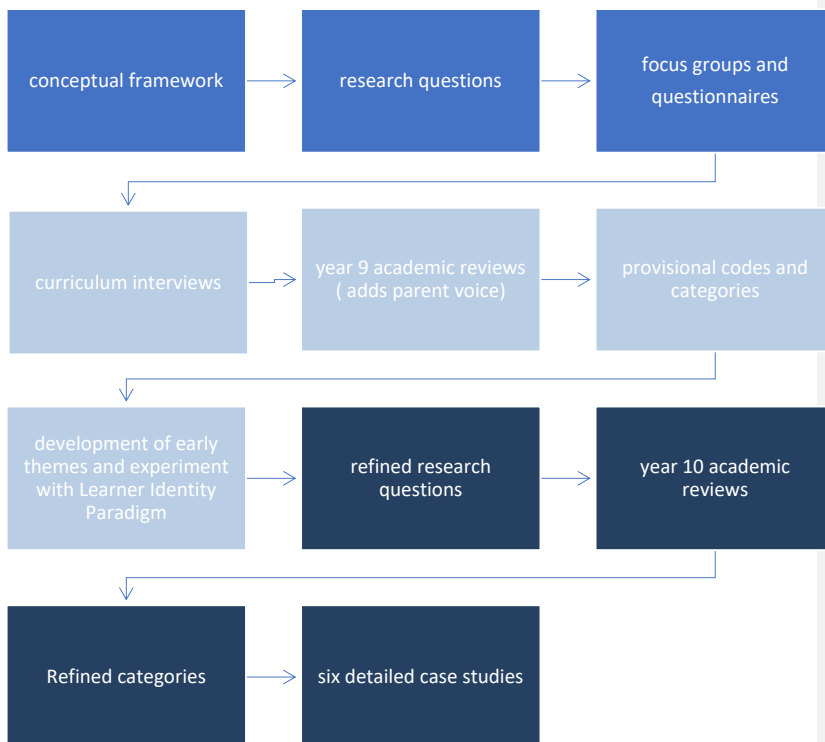 conceptual framework
research questions
focus groups and
questionnaires
curriculum interviews
year 9 academic reviews
( adds parent voice)
provisional codes and
categories
development of early
themes and experiment
with Learner Identity
Paradigm
refined research
questions
year 10 academic
reviews
Refined categories
six detailed case studies